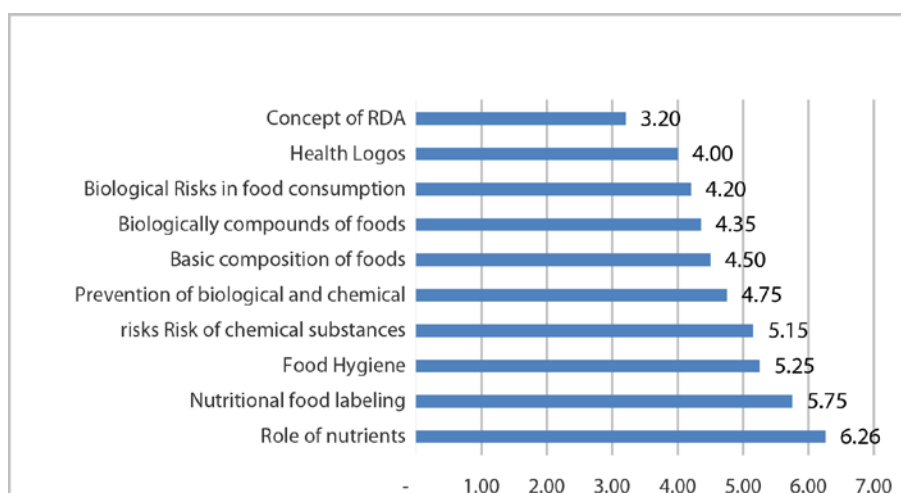 Concept of RDA 3.20
Health Logos 4.00
Biological Risks in food consumption 4.20
Biologically compounds of foods 4.35
Basic composition of foods 4.50
Prevention of biological and chemical 4.75
risks Risk of chemical substances 5.15
Food Hygiene 5.25
Nutritional food labeling 5.75
Role of nutrients 6.26
- 1.00 2.00 3.00 4.00 5.00 6.00 7.00